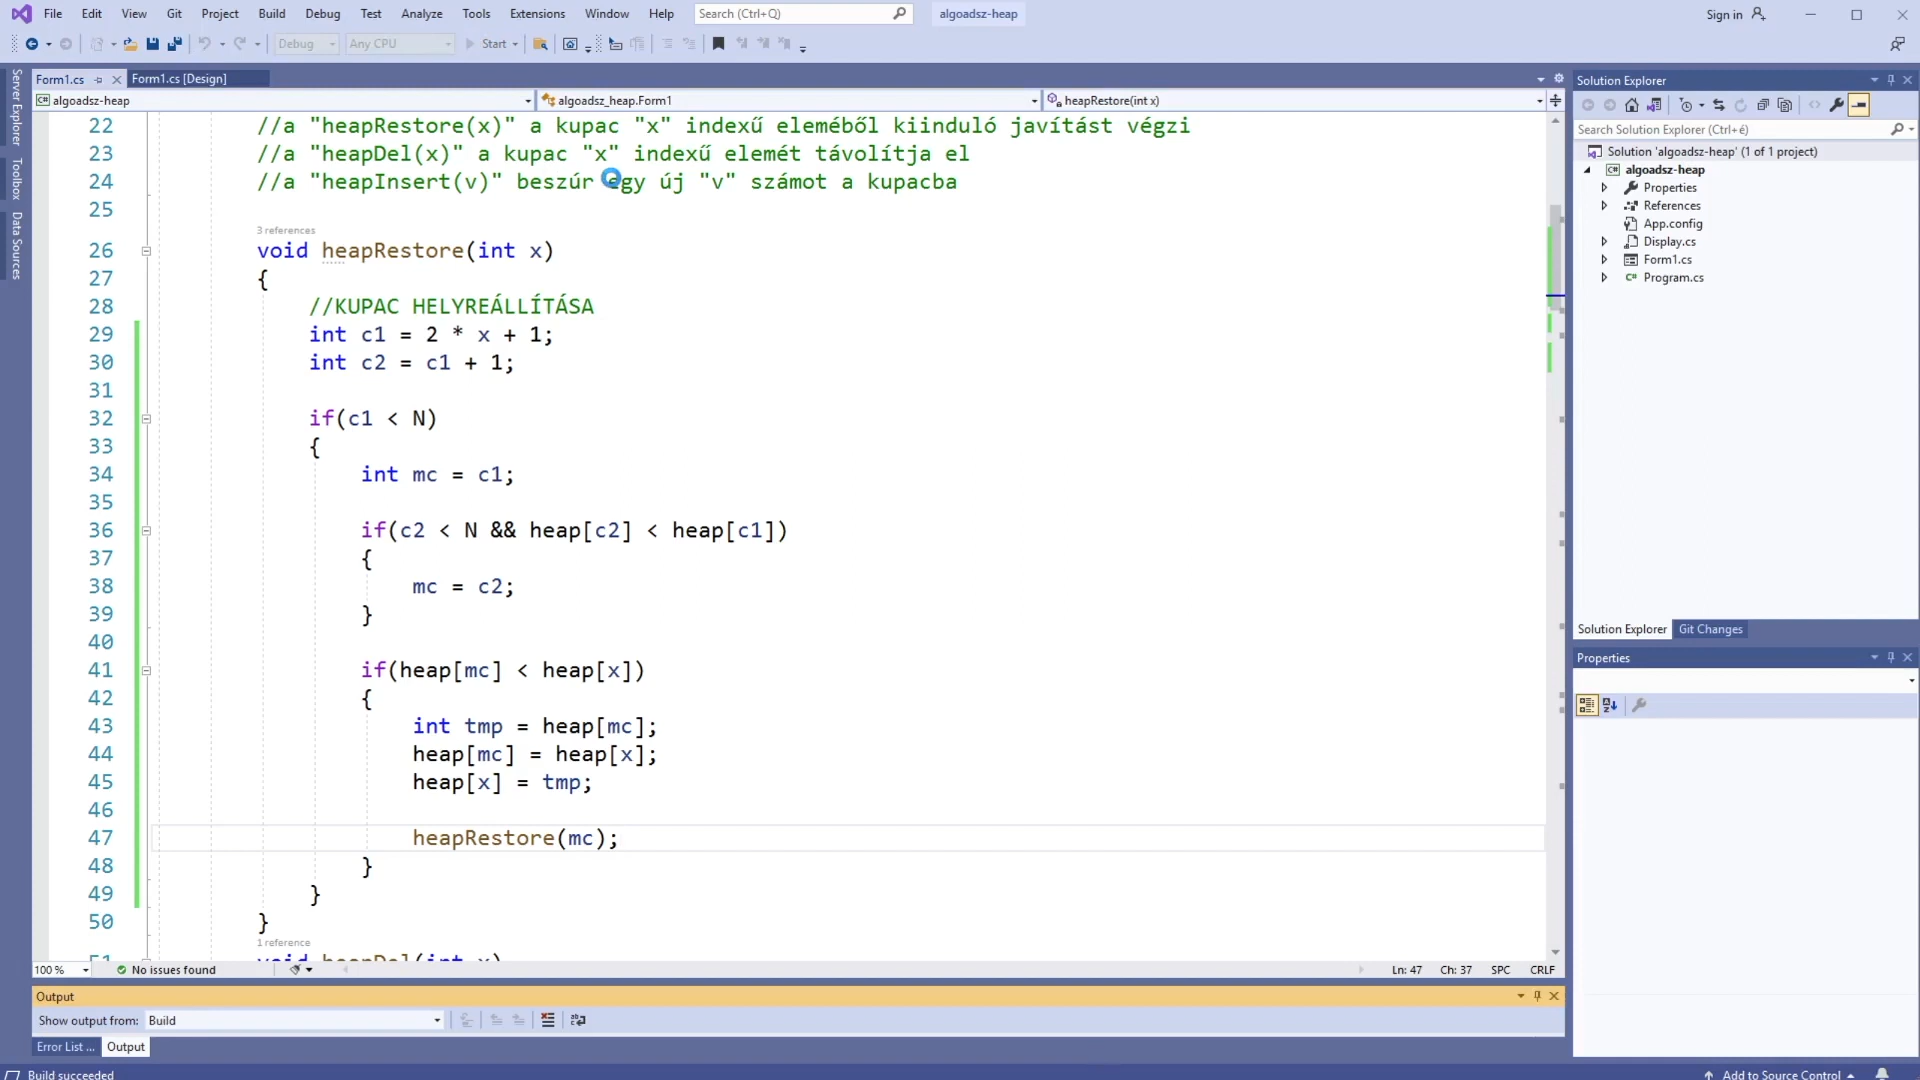 File Edit View Git Project Build Debug Test Analyze Tools Extensions Window Help Search (Ctrl+Q) algoadsz-heap Sign in
Debug Any CPU Start
Server Explorer
Toolbox
Data Sources
Form1.cs Form1.cs [Design]
algoadsz-heap algoadsz_heap.Form1 heapRestore(int x)
22 //a "heapRestore(x)" a kupac "x" indexű eleméből kiinduló javítást végzi
23 //a "heapDel(x)" a kupac "x" indexű elemét távolítja el
24 //a "heapInsert(v)" beszúr egy új "v" számot a kupacba
25
3 references
26 void heapRestore(int x)
27 {
28 //KUPAC HELYREÁLLÍTÁSA
29 int c1 = 2 * x + 1;
30 int c2 = c1 + 1;
31
32 if(c1 < N)
33 {
34 int mc = c1;
35
36 if(c2 < N && heap[c2] < heap[c1])
37 {
38 mc = c2;
39 }
40
41 if(heap[mc] < heap[x])
42 {
43 int tmp = heap[mc];
44 heap[mc] = heap[x];
45 heap[x] = tmp;
46
47 heapRestore(mc);
48 }
49 }
50 }
1 reference
51 void heapDel(int x)
100 % No issues found Ln: 47 Ch: 37 SPC CRLF
Output
Show output from: Build
Error List ... Output
Build succeeded Add to Source Control
Solution Explorer
Search Solution Explorer (Ctrl+é)
Solution 'algoadsz-heap' (1 of 1 project)
algoadsz-heap
Properties
References
App.config
Display.cs
Form1.cs
C# Program.cs
Solution Explorer Git Changes
Properties